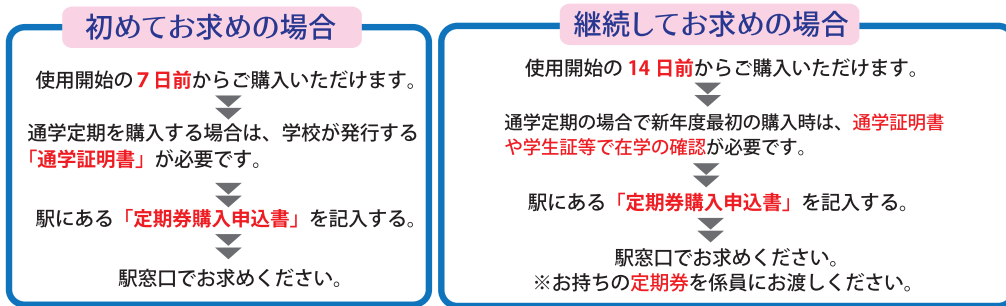 初めてお求めの場合
使用開始の7日前からご購入いただけます。
通学定期を購入する場合は、学校が発行する
「通学証明書」が必要です。
駅にある「定期券購入申込書」を記入する。
駅窓口でお求めください。
継続してお求めの場合
使用開始の14日前からご購入いただけます。
通学定期の場合で新年度最初の購入時は、通学証明書
や学生証等で在学の確認が必要です。
駅にある「定期券購入申込書」を記入する。
駅窓口でお求めください。
※お持ちの定期券を係員にお渡しください。